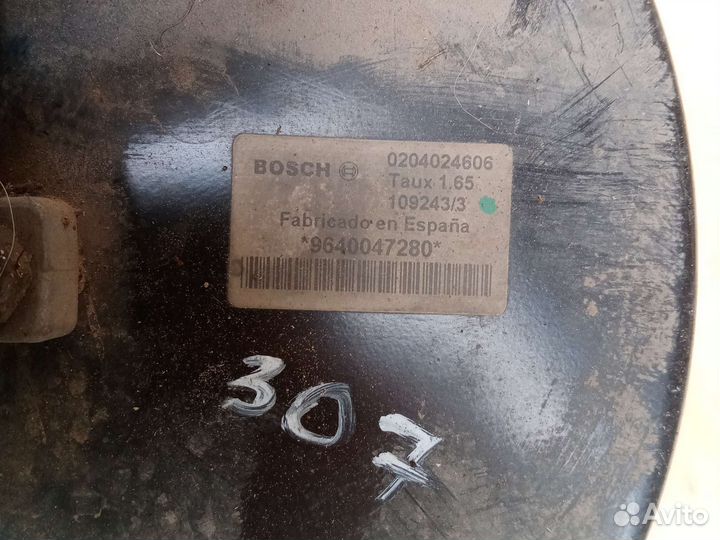 BOSCH
0204024606
Taux 1.65
109243/3
Fabricado en España
*9640047280*
307
Avito